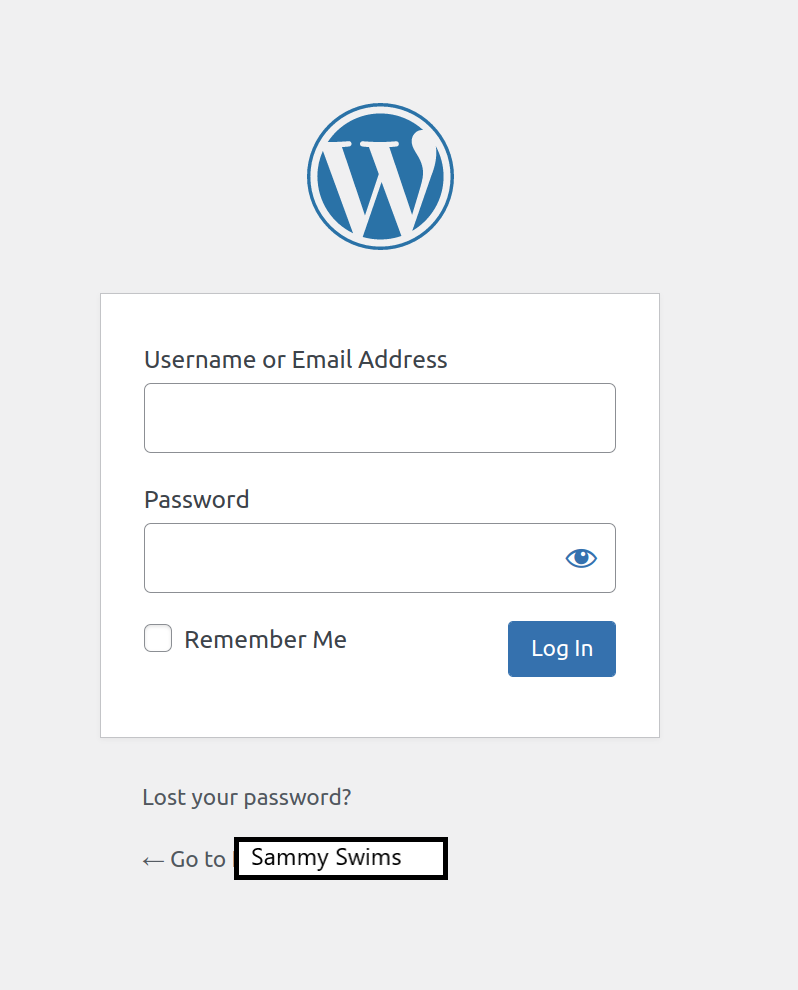 Username or Email Address
Password
Remember Me
Log In
Lost your password?
← Go to Sammy Swims